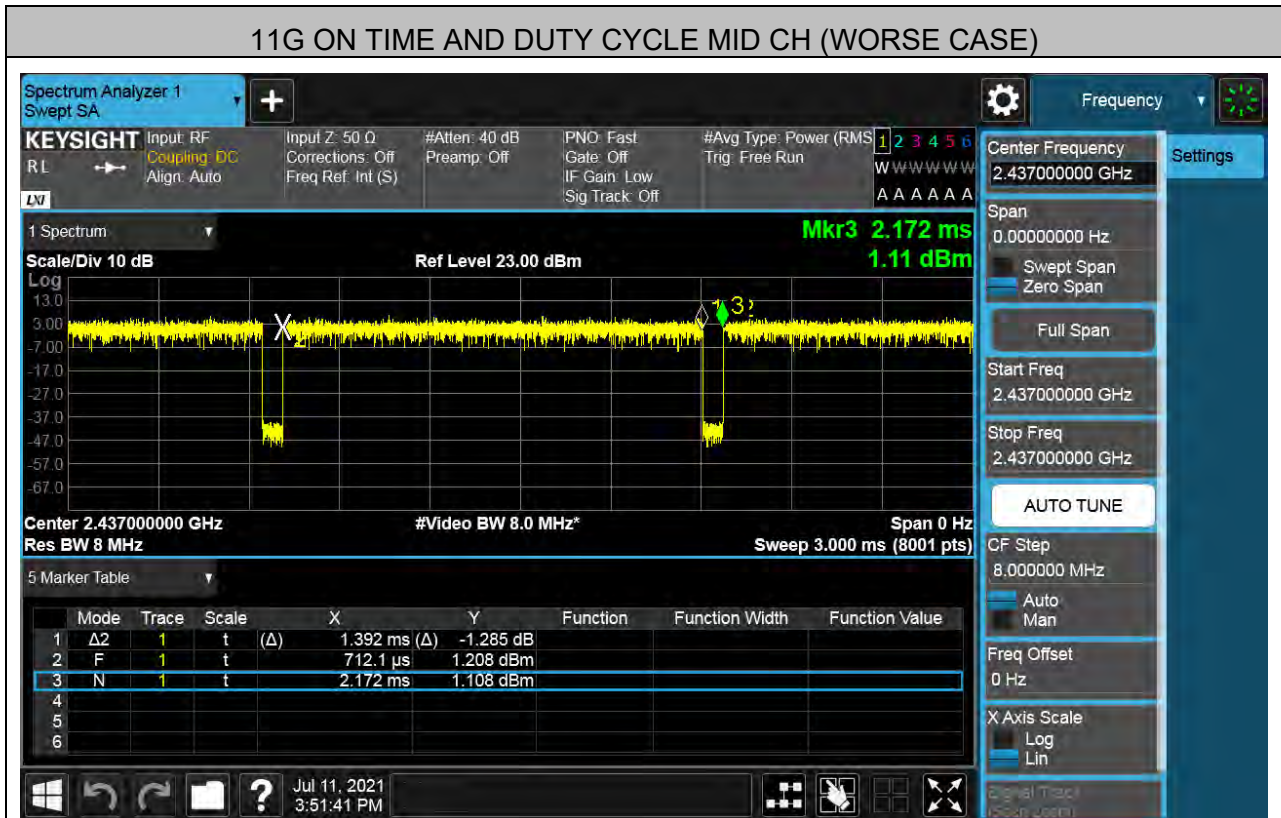 11G ON TIME AND DUTY CYCLE MID CH (WORSE CASE)
Spectrum Analyzer 1
Swept SA
Frequency
KEYSIGHT
RL
LXI
Input: RF
Coupling: DC
Align: Auto
Input Z: 50 Ω
Corrections: Off
Freq Ref: Int (S)
#Atten: 40 dB
Preamp: Off
PNO: Fast
Gate: Off
IF Gain: Low
Sig Track: Off
#Avg Type: Power (RMS
Trig: Free Run
1 2 3 4 5 6
W W W W W W
A A A A A A
1 Spectrum
Mkr3 2.172 ms
1.11 dBm
Scale/Div 10 dB
Ref Level 23.00 dBm
Log
13.0
3.00
-7.00
-17.0
-27.0
-37.0
-47.0
-57.0
-67.0
X
3
Center 2.437000000 GHz
#Video BW 8.0 MHz*
Span 0 Hz
Res BW 8 MHz
Sweep 3.000 ms (8001 pts)
5 Marker Table
Mode Trace Scale X Y Function Function Width Function Value
1 Δ2 1 t (Δ) 1.392 ms (Δ) -1.285 dB
2 F 1 t 712.1 µs 1.208 dBm
3 N 1 t 2.172 ms 1.108 dBm
4
5
6
?
Jul 11, 2021
3:51:41 PM
Center Frequency
2.437000000 GHz
Settings
Span
0.00000000 Hz
Swept Span
Zero Span
Full Span
Start Freq
2.437000000 GHz
Stop Freq
2.437000000 GHz
AUTO TUNE
CF Step
8.000000 MHz
Auto
Man
Freq Offset
0 Hz
X Axis Scale
Log
Lin
Signal Track